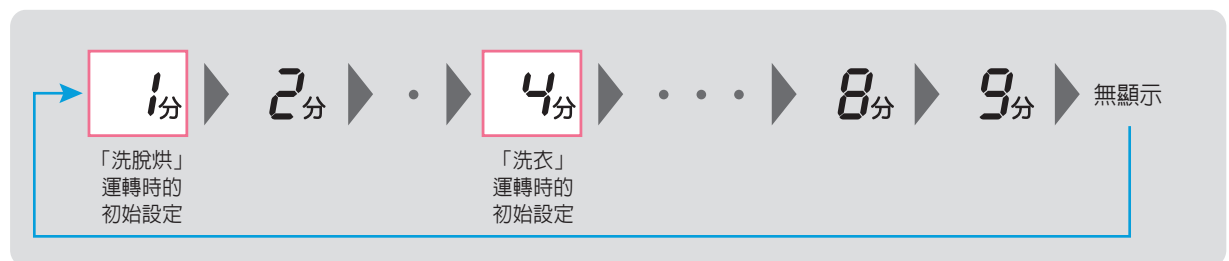 1分 2分 · 4分 · · · 8分 9分 無顯示
「洗脫烘」
運轉時的
初始設定
「洗衣」
運轉時的
初始設定